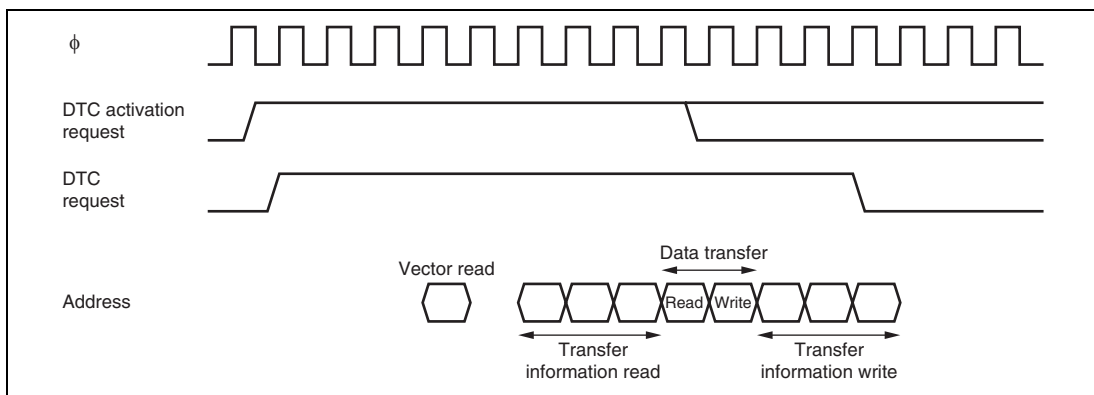 ϕ
DTC activation
request
DTC
request
Data transfer
Vector read
Address
Read
Write
Transfer
information read
Transfer
information write